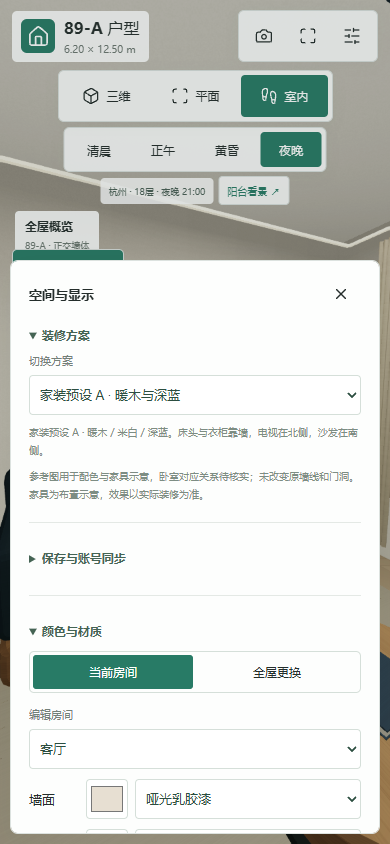 89-A 户型
6.20 × 12.50 m
三维
平面
室内
清晨
正午
黄昏
夜晚
杭州 · 18层 · 夜晚 21:00
阳台看景 ↗
全屋概览
89-A · 正交墙体
空间与显示
装修方案
切换方案
家装预设 A · 暖木与深蓝
家装预设 A · 暖木 / 米白 / 深蓝。床头与衣柜靠墙，电视在北侧，沙发在南
侧。
参考图用于配色与家具示意，卧室对应关系待核实；未改变原墙线和门洞。
家具为布置示意，效果以实际装修为准。
保存与账号同步
颜色与材质
当前房间
全屋更换
编辑房间
客厅
墙面
哑光乳胶漆